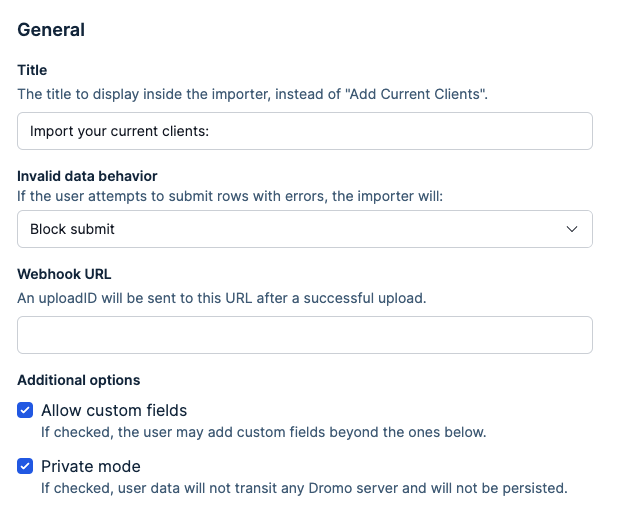 General
Title
The title to display inside the importer, instead of "Add Current Clients".
Import your current clients:
Invalid data behavior
If the user attempts to submit rows with errors, the importer will:
Block submit
Webhook URL
An uploadID will be sent to this URL after a successful upload.
Additional options
Allow custom fields
If checked, the user may add custom fields beyond the ones below.
Private mode
If checked, user data will not transit any Dromo server and will not be persisted.